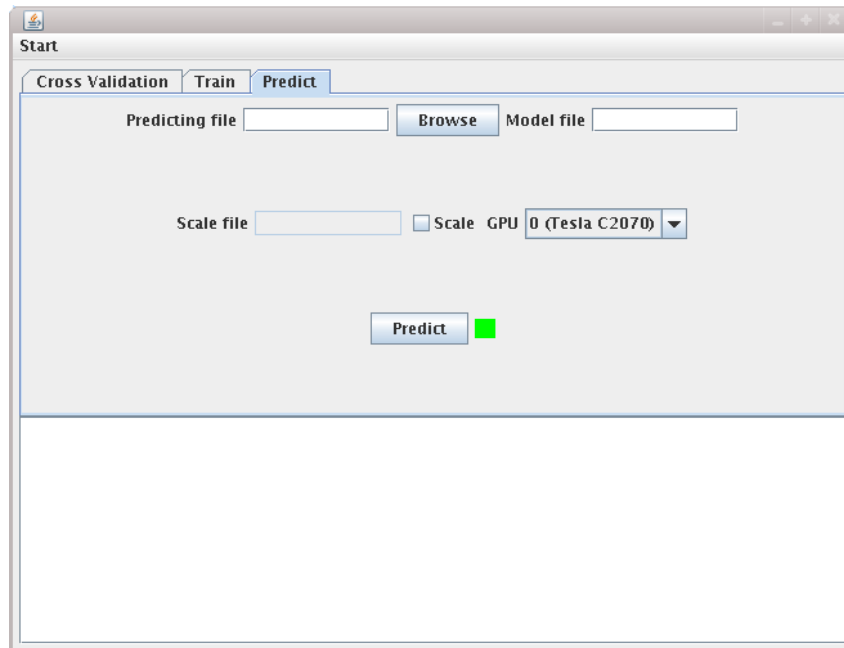 Start
Cross Validation Train Predict
Predicting file Browse Model file
Scale file Scale GPU 0 (Tesla C2070)
Predict